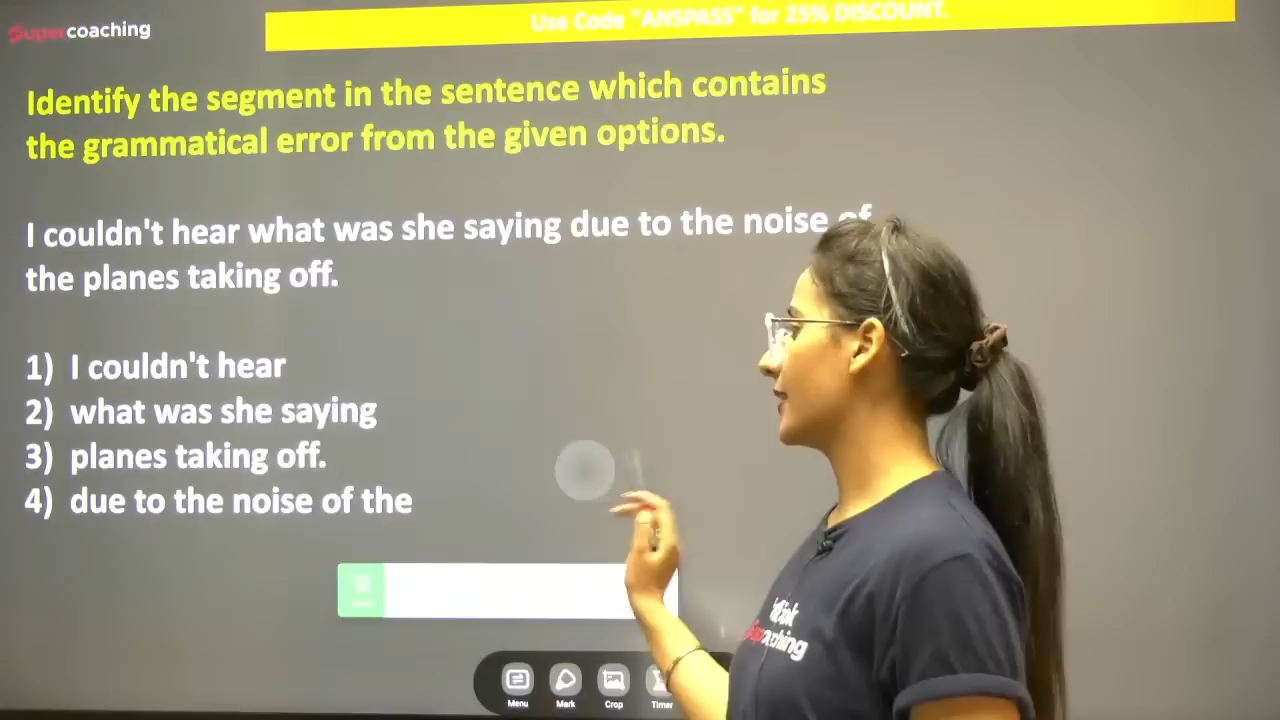 Supercoaching
Use Code "ANSPASS" for 25% DISCOUNT.
Identify the segment in the sentence which contains
the grammatical error from the given options.
I couldn't hear what was she saying due to the noise of
the planes taking off.
1) I couldn't hear
2) what was she saying
3) planes taking off.
4) due to the noise of the
Menu
Mark
Crop
Timer
Supercoaching